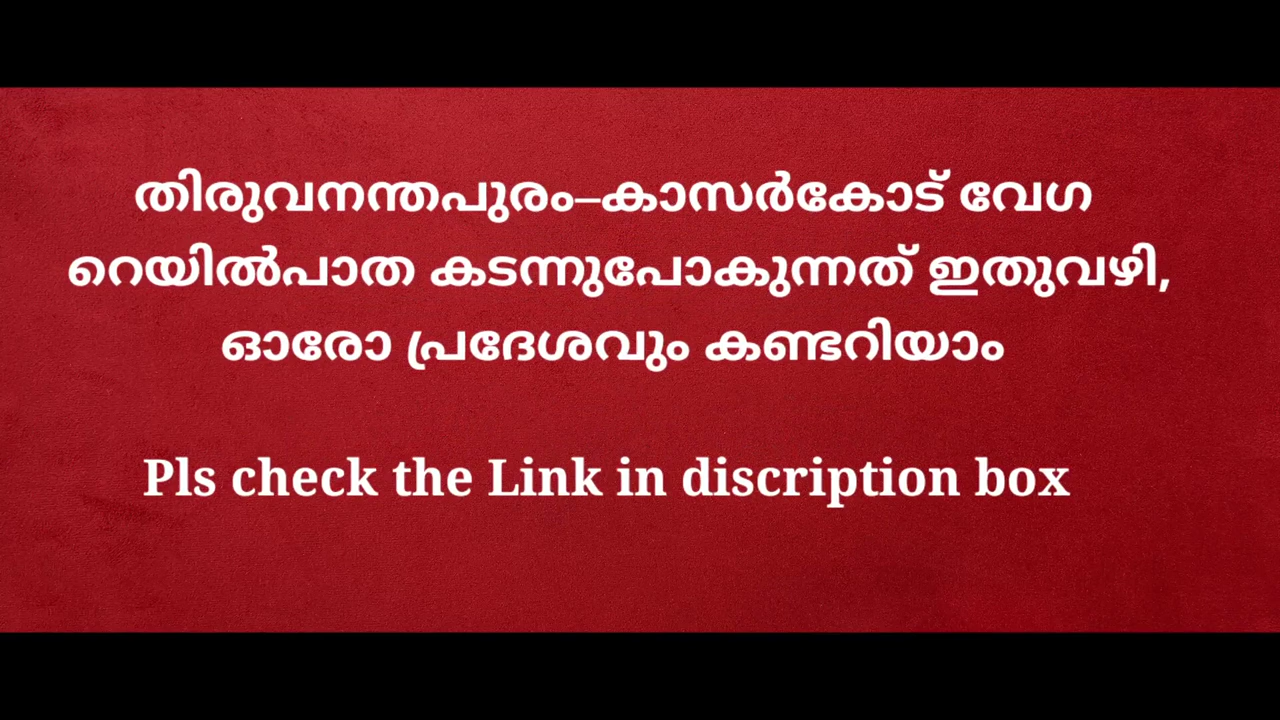 തിരുവനന്തപുരം–കാസർകോട് വേഗ
റെയിൽപാത കടന്നുപോകുന്നത് ഇതുവഴി,
ഓരോ പ്രദേശവും കണ്ടറിയാം
Pls check the Link in discription box